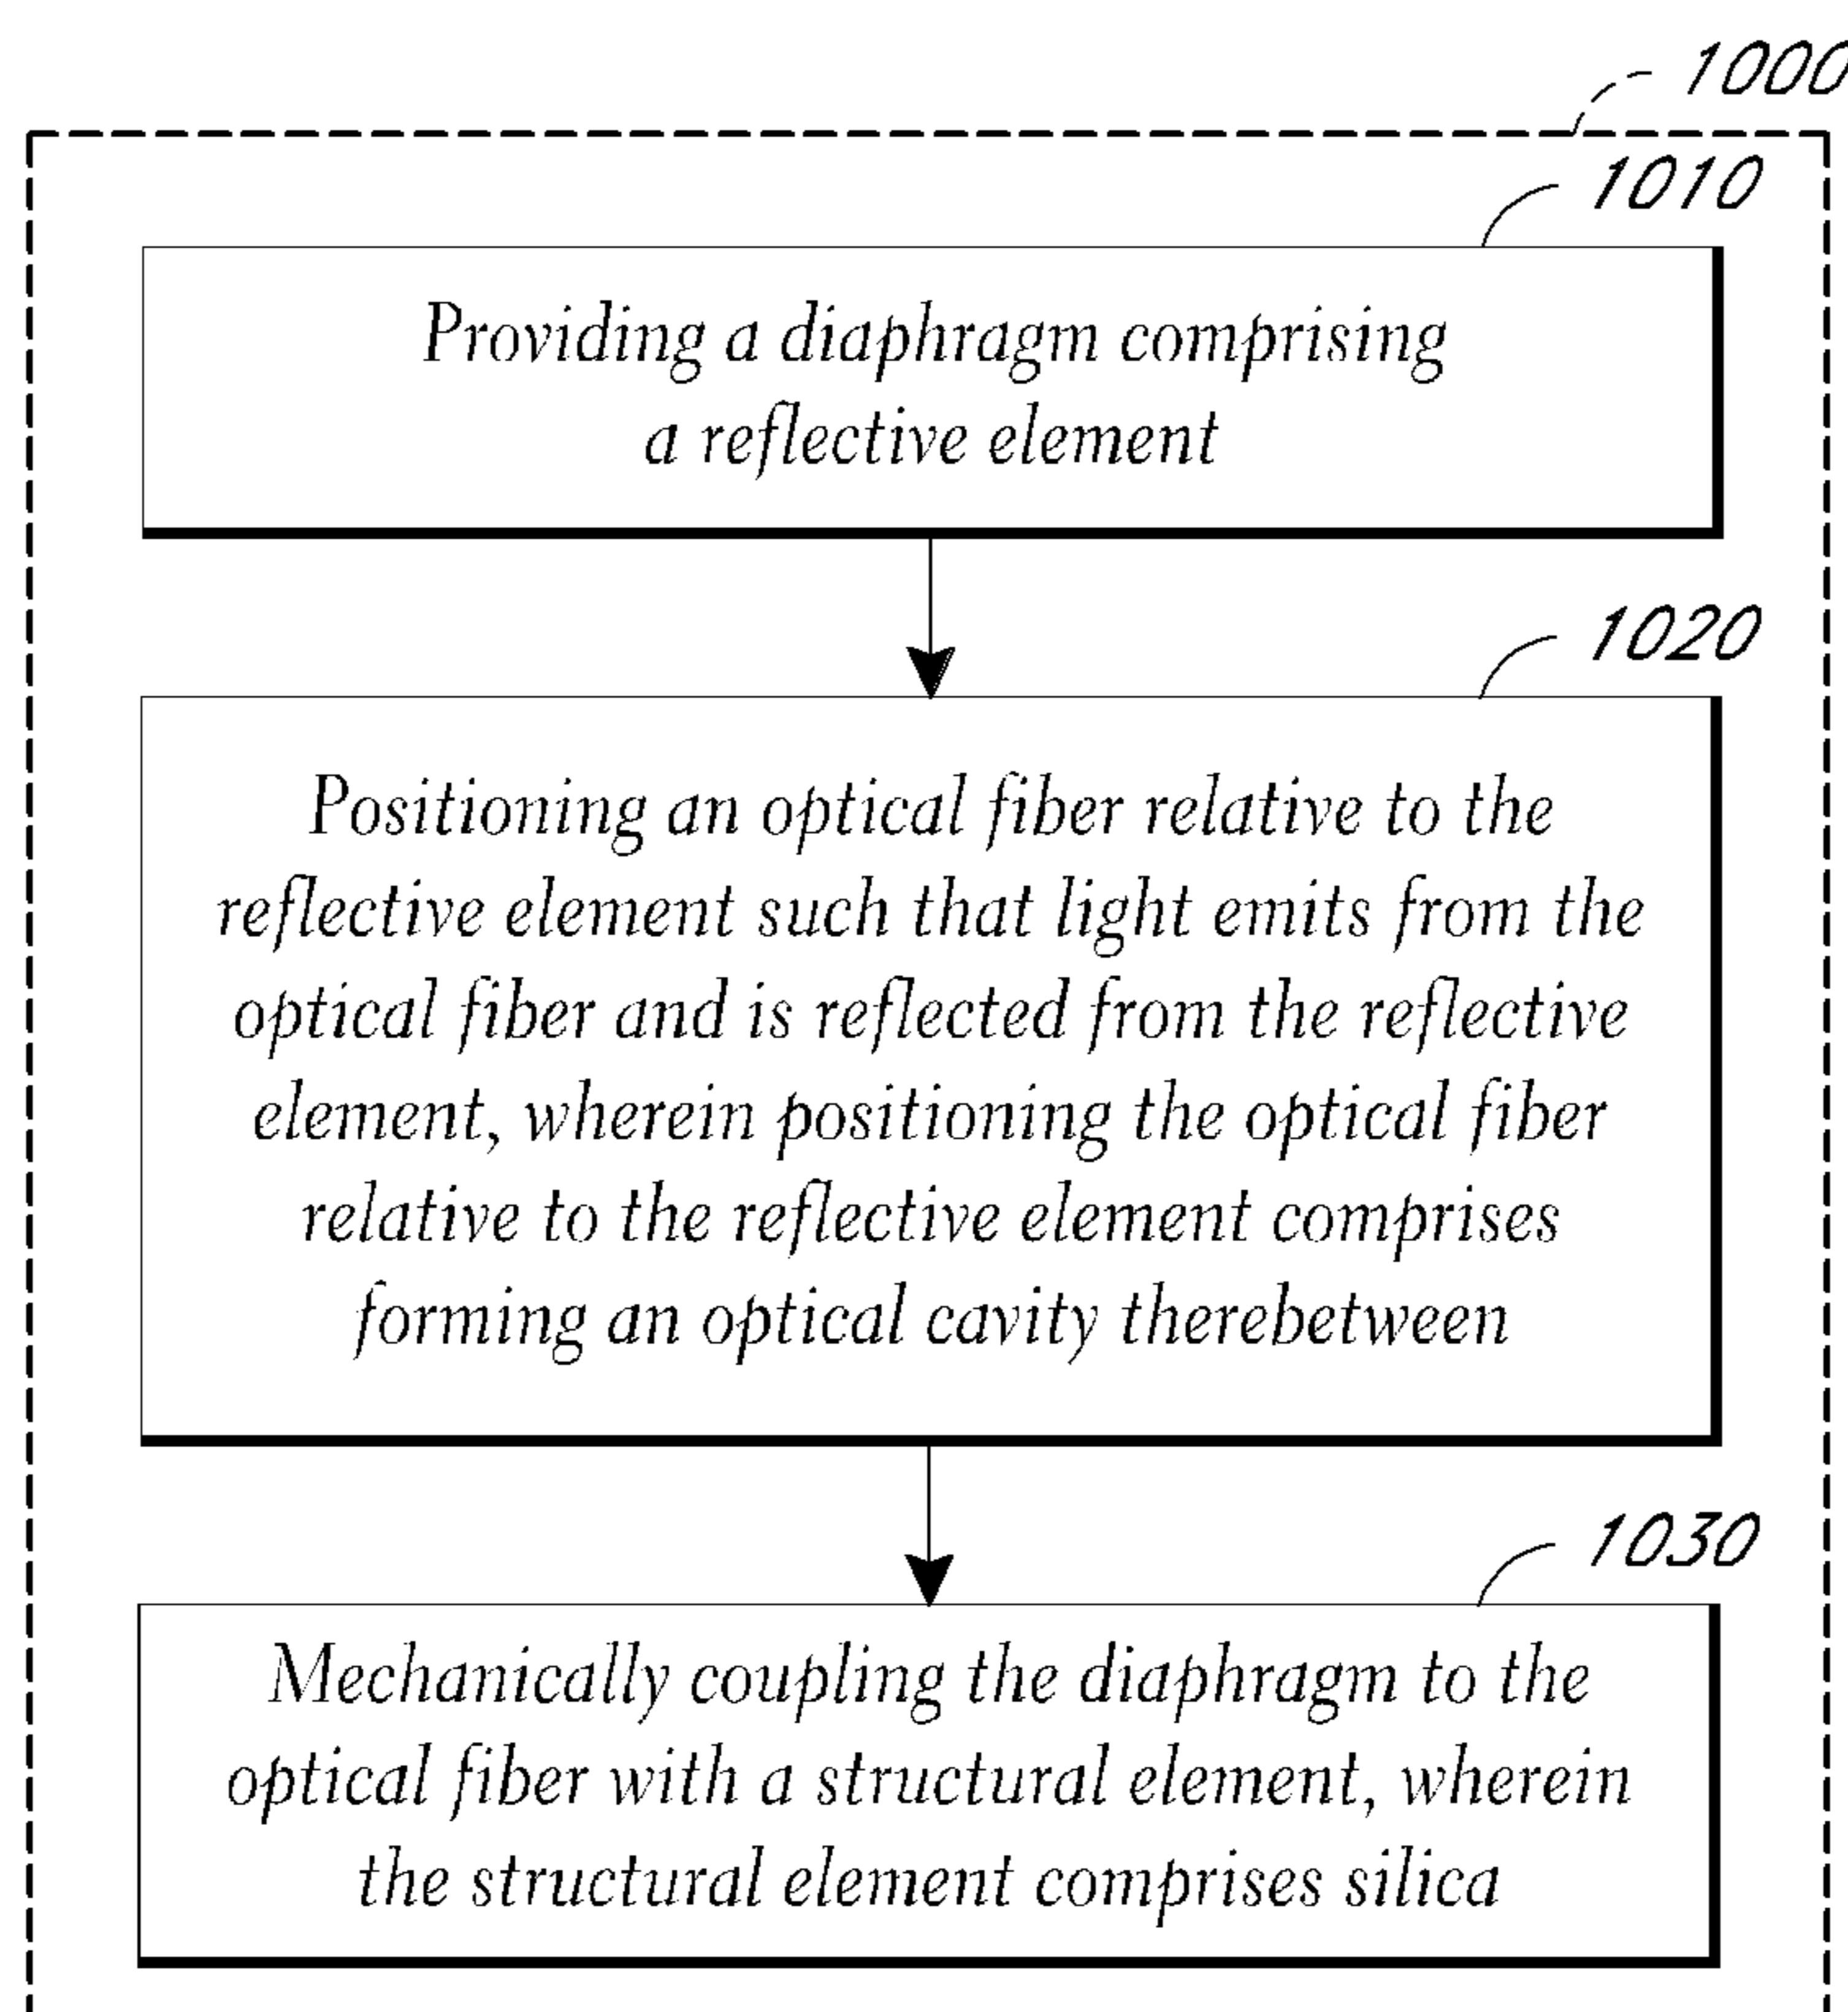 1000
1010
Providing a diaphragm comprising
a reflective element
1020
Positioning an optical fiber relative to the
reflective element such that light emits from the
optical fiber and is reflected from the reflective
element, wherein positioning the optical fiber
relative to the reflective element comprises
forming an optical cavity therebetween
1030
Mechanically coupling the diaphragm to the
optical fiber with a structural element, wherein
the structural element comprises silica